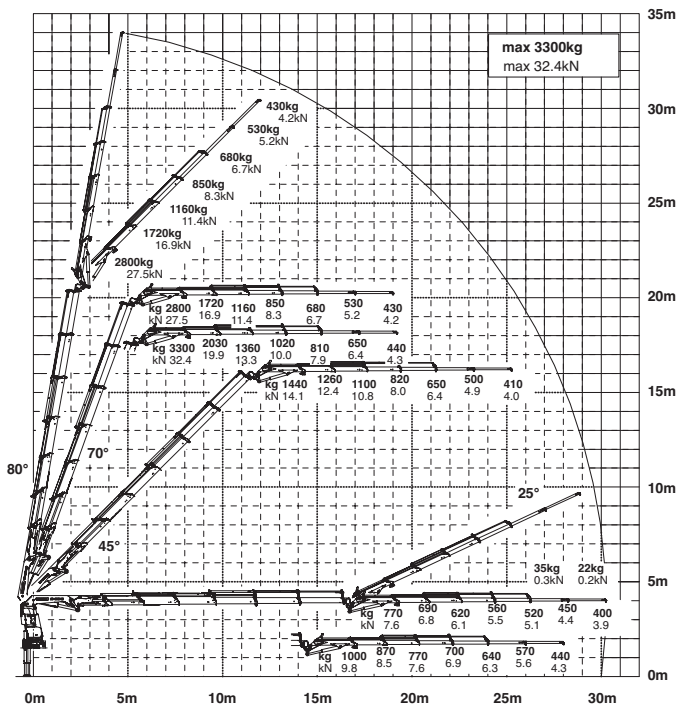 35m
max 3300kg
max 32.4kN
30m
430kg
4.2kN
530kg
5.2kN
680kg
6.7kN
850kg
8.3kN
25m
1160kg
11.4kN
1720kg
16.9kN
2800kg
27.5kN
20m
kg 2800 1720 1160 850 680 530 430
kN 27.5 16.9 11.4 8.3 6.7 5.2 4.2
kg 3300 2030 1360 1020 810 650 440
kN 32.4 19.9 13.3 10.0 7.9 6.4 4.3
15m
kg 1440 1260 1100 820 650 500 410
kN 14.1 12.4 10.8 8.0 6.4 4.9 4.0
80°
70°
10m
25°
45°
35kg 22kg
0.3kN 0.2kN
5m
kg 770 690 620 560 520 450 400
kN 7.6 6.8 6.1 5.5 5.1 4.4 3.9
kg 1000 870 770 700 640 570 440
kN 9.8 8.5 7.6 6.9 6.3 5.6 4.3
0m
0m 5m 10m 15m 20m 25m 30m